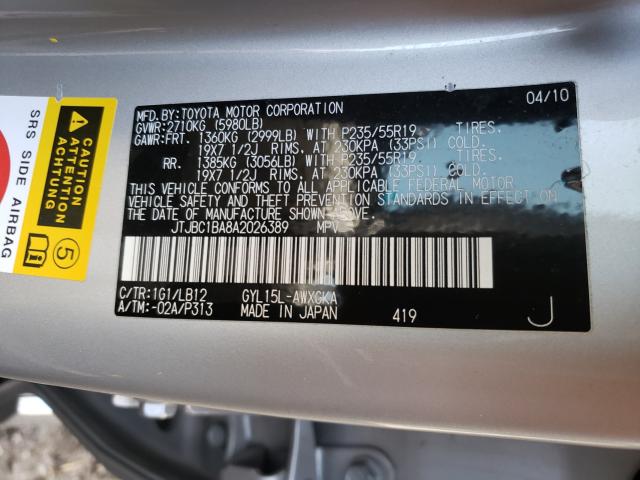 MFD.BY:TOYOTA MOTOR CORPORATION 04/10
GVWR:2710KG (5980LB)
GAWR:FRT. 1360KG (2999LB) WITH P235/55R19 TIRES.
19X7 1/2J RIMS. AT 230KPA (33PSI) COLD.
RR. 1385KG (3056LB) WITH P235/55R19 TIRES.
19X7 1/2J RIMS. AT 230KPA (33PSI) COLD.
THIS VEHICLE CONFORMS TO ALL APPLICABLE FEDERAL MOTOR
VEHICLE SAFETY AND THEFT PREVENTION STANDARDS IN EFFECT ON
THE DATE OF MANUFACTURE SHOWN ABOVE.
JTJBC1BA8A2026389 MPV
C/TR:1G1/LB12 GYL15L-AWXGKA
A/TM:-02A/P313 MADE IN JAPAN 419 J
SRS SIDE AIRBAG
CAUTION
ATTENTION
ACHTUNG
5